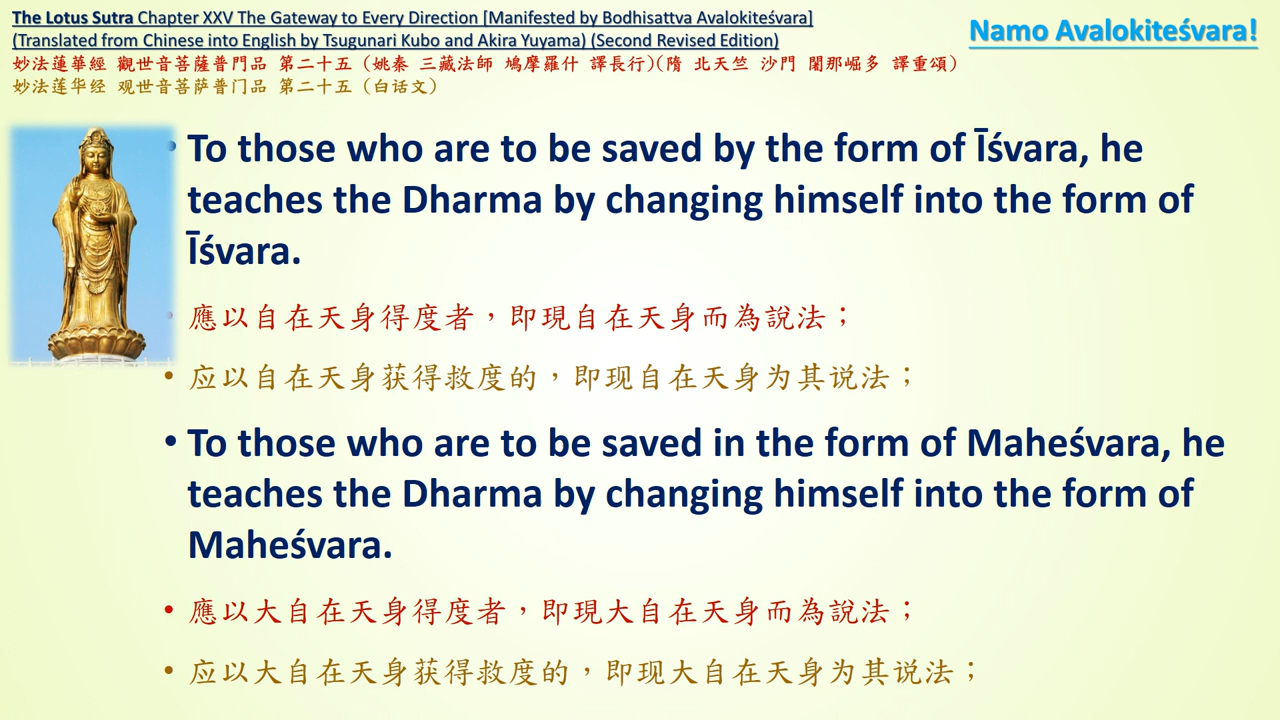 The Lotus Sutra Chapter XXV The Gateway to Every Direction [Manifested by Bodhisattva Avalokiteśvara]
(Translated from Chinese into English by Tsugunari Kubo and Akira Yuyama) (Second Revised Edition)
妙法蓮華經 觀世音菩薩普門品 第二十五 (姚秦 三藏法師 鳩摩羅什 譯長行)(隋 北天竺 沙門 闍那崛多 譯重頌)
妙法莲华经 观世音菩萨普门品 第二十五 (白话文)
Namo Avalokiteśvara!
• To those who are to be saved by the form of Īśvara, he
teaches the Dharma by changing himself into the form of
Īśvara.
• 應以自在天身得度者，即現自在天身而為說法；
• 应以自在天身获得救度的，即现自在天身为其说法；
• To those who are to be saved in the form of Maheśvara, he
teaches the Dharma by changing himself into the form of
Maheśvara.
• 應以大自在天身得度者，即現大自在天身而為說法；
• 应以大自在天身获得救度的，即现大自在天身为其说法；